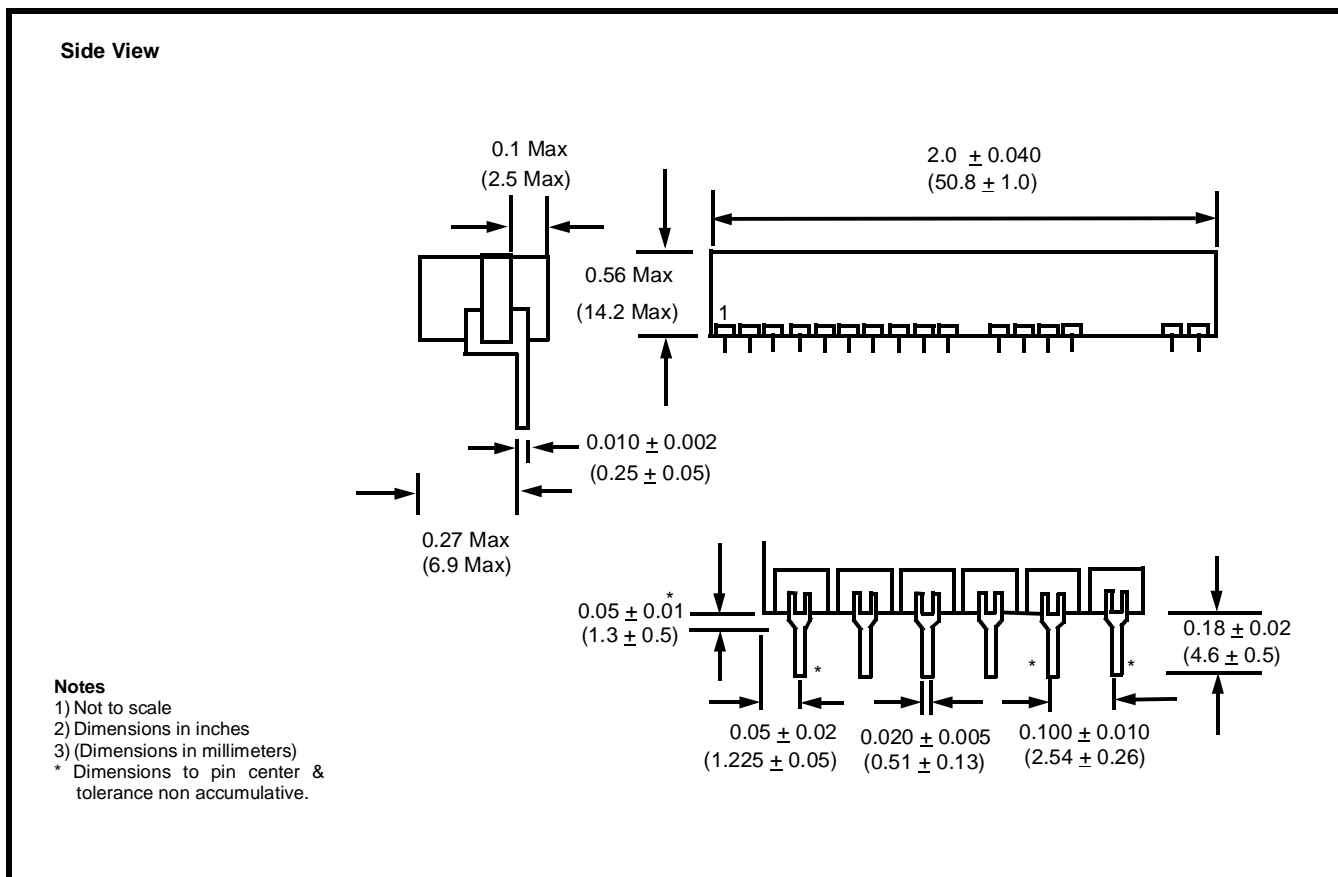 Side View
0.1 Max
(2.5 Max)
2.0 + 0.040
(50.8 + 1.0)
0.56 Max
(14.2 Max)
1
0.010 + 0.002
(0.25 + 0.05)
0.27 Max
(6.9 Max)
*
0.05 + 0.01
(1.3 + 0.5)
0.18 + 0.02
(4.6 + 0.5)
* * *
0.05 + 0.02
(1.225 + 0.05)
0.020 + 0.005
(0.51 + 0.13)
0.100 + 0.010
(2.54 + 0.26)
Notes
1) Not to scale
2) Dimensions in inches
3) (Dimensions in millimeters)
* Dimensions to pin center &
tolerance non accumulative.